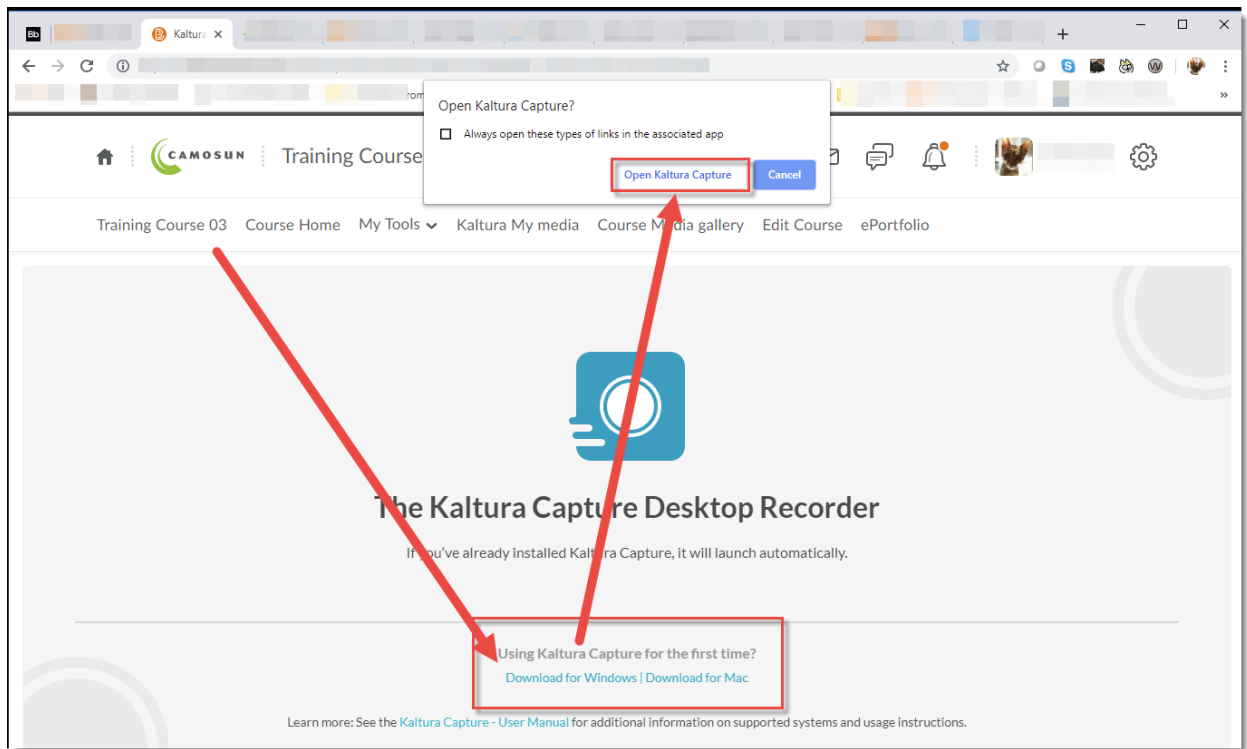 Bb
Kaltura
rom
»
Open Kaltura Capture?
Always open these types of links in the associated app
Open Kaltura Capture Cancel
CAMOSUN Training Course
Training Course 03 Course Home My Tools Kaltura My media Course Media gallery Edit Course ePortfolio
The Kaltura Capture Desktop Recorder
If you've already installed Kaltura Capture, it will launch automatically.
Using Kaltura Capture for the first time?
Download for Windows | Download for Mac
Learn more: See the Kaltura Capture - User Manual for additional information on supported systems and usage instructions.